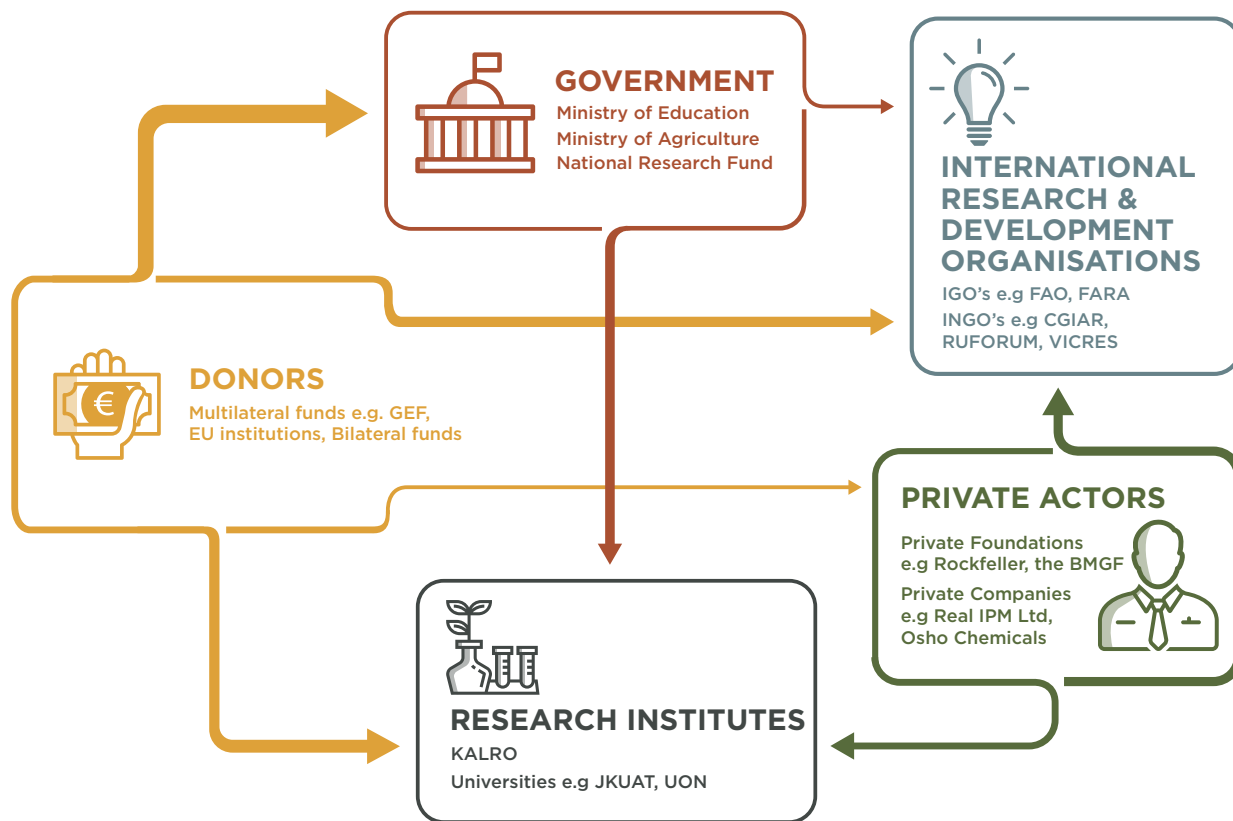 GOVERNMENT
Ministry of Education
Ministry of Agriculture
National Research Fund
INTERNATIONAL
RESEARCH &
DEVELOPMENT
ORGANISATIONS
IGO's e.g FAO, FARA
INGO's e.g CGIAR,
RUFORUM, VICRES
€
DONORS
Multilateral funds e.g. GEF,
EU institutions, Bilateral funds
PRIVATE ACTORS
Private Foundations
e.g Rockfeller, the BMGF
Private Companies
e.g Real IPM Ltd,
Osho Chemicals
RESEARCH INSTITUTES
KALRO
Universities e.g JKUAT, UON